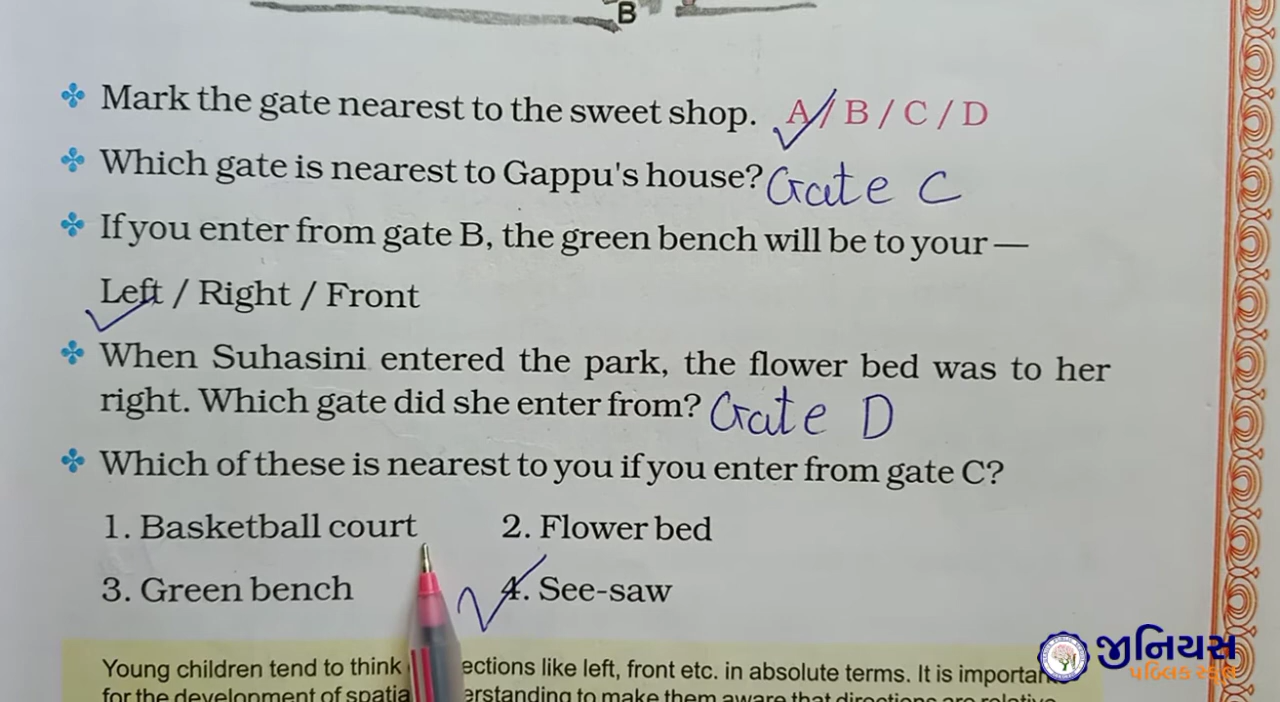 B
Mark the gate nearest to the sweet shop. A / B / C / D
Which gate is nearest to Gappu's house? Gate C
If you enter from gate B, the green bench will be to your —
Left / Right / Front
When Suhasini entered the park, the flower bed was to her
right. Which gate did she enter from? Gate D
Which of these is nearest to you if you enter from gate C?
1. Basketball court 2. Flower bed
3. Green bench 4. See-saw
Young children tend to think ections like left, front etc. in absolute terms. It is importan
for the development of spatia erstanding to make them aware that directions are relative
જીનિયસ
પબ્લિક સ્કૂલ